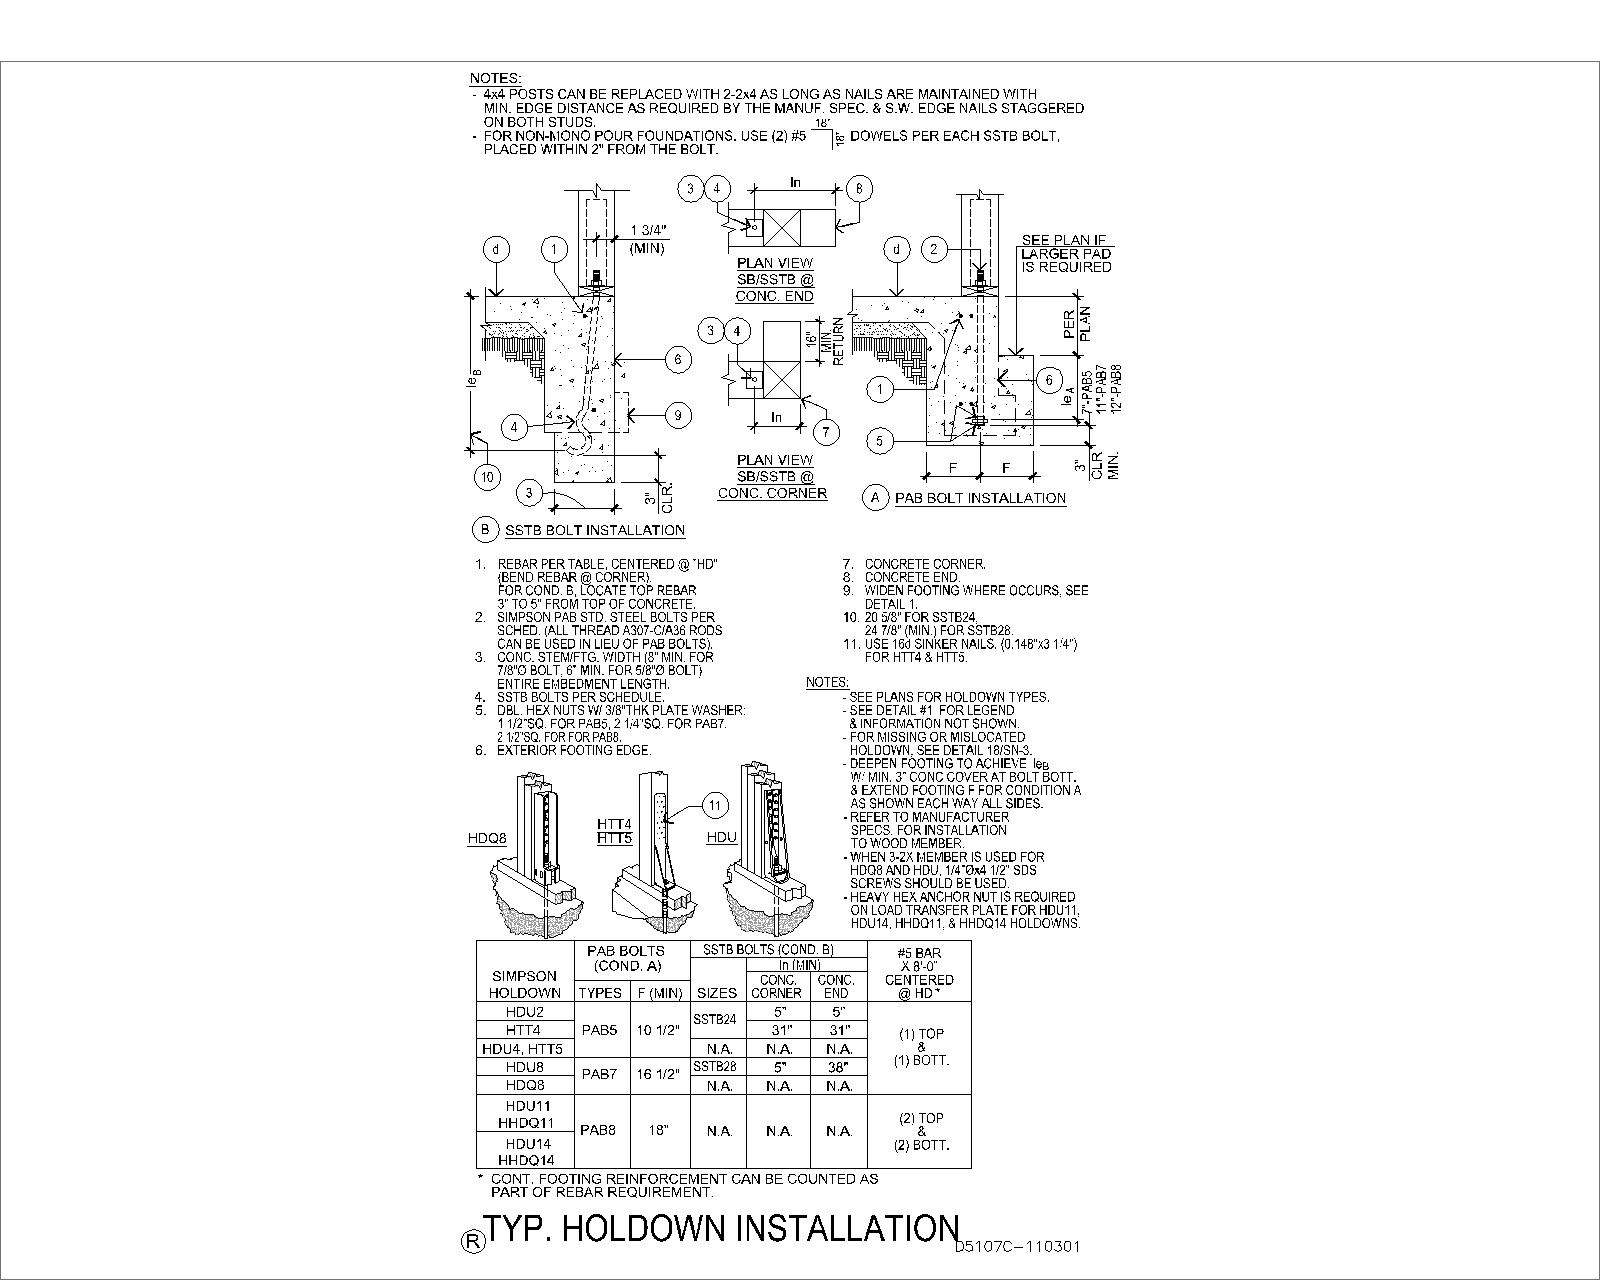 NOTES:
- 4x4 POSTS CAN BE REPLACED WITH 2-2x4 AS LONG AS NAILS ARE MAINTAINED WITH
MIN. EDGE DISTANCE AS REQUIRED BY THE MANUF. SPEC. & S.W. EDGE NAILS STAGGERED
ON BOTH STUDS.
- FOR NON-MONO POUR FOUNDATIONS. USE (2) #5 18" 18" DOWELS PER EACH SSTB BOLT,
PLACED WITHIN 2" FROM THE BOLT.
d
1
1 3/4"
(MIN)
leB
6
9
4
10
3
3"
CLR.
B SSTB BOLT INSTALLATION
3 4
ln
8
PLAN VIEW
SB/SSTB @
CONC. END
3 4
16"
MIN.
RETURN
ln
7
PLAN VIEW
SB/SSTB @
CONC. CORNER
d
2
SEE PLAN IF
LARGER PAD
IS REQUIRED
PER
PLAN
1
6
leA
7"-PAB5
11"-PAB7
12"-PAB8
5
F
F
3"
CLR
MIN.
A PAB BOLT INSTALLATION
1. REBAR PER TABLE, CENTERED @ "HD"
(BEND REBAR @ CORNER).
FOR COND. B, LOCATE TOP REBAR
3" TO 5" FROM TOP OF CONCRETE.
2. SIMPSON PAB STD. STEEL BOLTS PER
SCHED. (ALL THREAD A307-C/A36 RODS
CAN BE USED IN LIEU OF PAB BOLTS).
3. CONC. STEM/FTG. WIDTH (8" MIN. FOR
7/8"Ø BOLT, 6" MIN. FOR 5/8"Ø BOLT)
ENTIRE EMBEDMENT LENGTH.
4. SSTB BOLTS PER SCHEDULE.
5. DBL. HEX NUTS W/ 3/8"THK PLATE WASHER:
1 1/2"SQ. FOR PAB5, 2 1/4"SQ. FOR PAB7.
2 1/2"SQ. FOR FOR PAB8.
6. EXTERIOR FOOTING EDGE.
7. CONCRETE CORNER.
8. CONCRETE END.
9. WIDEN FOOTING WHERE OCCURS, SEE
DETAIL 1.
10. 20 5/8" FOR SSTB24,
24 7/8" (MIN.) FOR SSTB28.
11. USE 16d SINKER NAILS. (0.148"x3 1/4")
FOR HTT4 & HTT5.
NOTES:
- SEE PLANS FOR HOLDOWN TYPES.
- SEE DETAIL #1 FOR LEGEND
& INFORMATION NOT SHOWN.
- FOR MISSING OR MISLOCATED
HOLDOWN, SEE DETAIL 18/SN-3.
- DEEPEN FOOTING TO ACHIEVE leB
W/ MIN. 3" CONC COVER AT BOLT BOTT.
& EXTEND FOOTING F FOR CONDITION A
AS SHOWN EACH WAY ALL SIDES.
- REFER TO MANUFACTURER
SPECS. FOR INSTALLATION
TO WOOD MEMBER.
- WHEN 3-2X MEMBER IS USED FOR
HDQ8 AND HDU, 1/4"Øx4 1/2" SDS
SCREWS SHOULD BE USED.
- HEAVY HEX ANCHOR NUT IS REQUIRED
ON LOAD TRANSFER PLATE FOR HDU11,
HDU14, HHDQ11, & HHDQ14 HOLDOWNS.
HDQ8
HTT4
HTT5
11
HDU
SIMPSON HOLDOWN
PAB BOLTS (COND. A)
SSTB BOLTS (COND. B)
#5 BAR X 8'-0" CENTERED @ HD *
ln (MIN)
TYPES F (MIN) SIZES CONC. CORNER CONC. END
HDU2 PAB5 10 1/2" SSTB24 5" 5" (1) TOP & (1) BOTT.
HTT4 31" 31"
HDU4, HTT5 N.A. N.A. N.A.
HDU8 PAB7 16 1/2" SSTB28 5" 38"
HDQ8 N.A. N.A. N.A.
HDU11 HHDQ11 PAB8 18" N.A. N.A. N.A. (2) TOP & (2) BOTT.
HDU14 HHDQ14
* CONT. FOOTING REINFORCEMENT CAN BE COUNTED AS
PART OF REBAR REQUIREMENT.
R TYP. HOLDOWN INSTALLATION
D5107C-110301